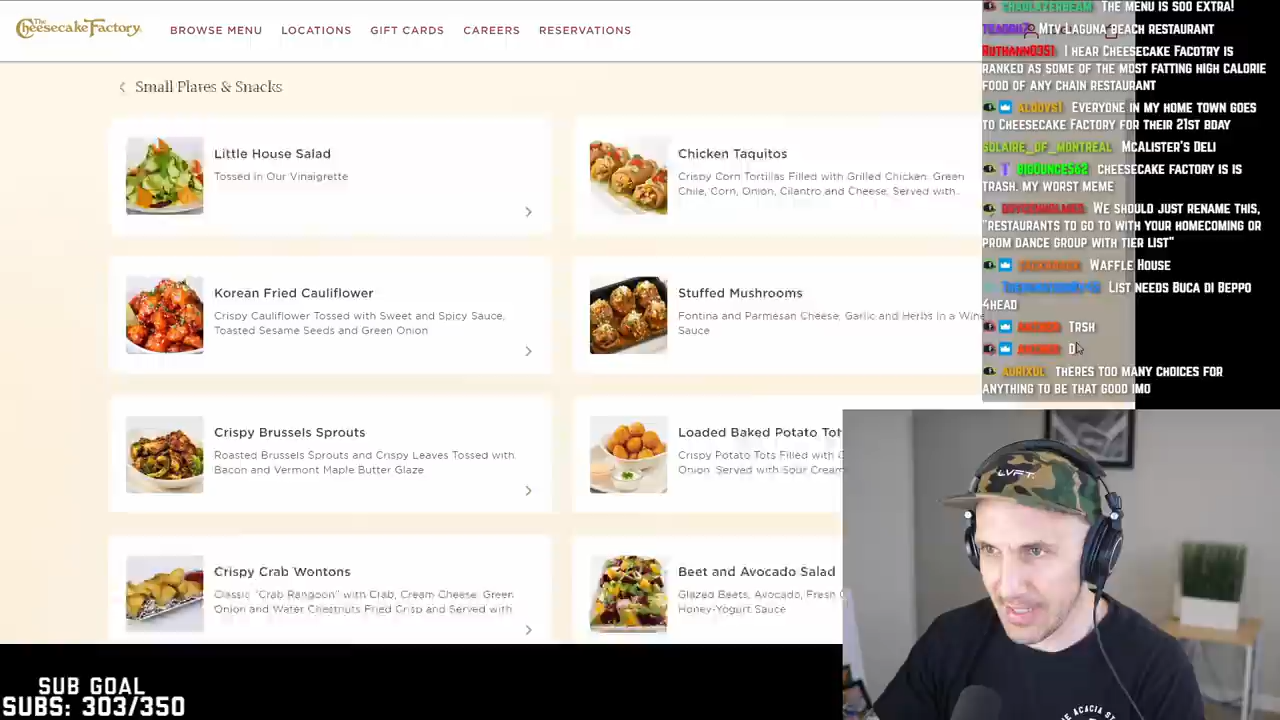 The
Cheesecake Factory
BROWSE MENU LOCATIONS GIFT CARDS CAREERS RESERVATIONS
Small Plates & Snacks
Little House Salad
Tossed in Our Vinaigrette
Chicken Taquitos
Crispy Corn Tortillas Filled with Grilled Chicken, Green
Chile, Corn, Onion, Cilantro and Cheese. Served with..
Korean Fried Cauliflower
Crispy Cauliflower Tossed with Sweet and Spicy Sauce,
Toasted Sesame Seeds and Green Onion
Stuffed Mushrooms
Fontina and Parmesan Cheese, Garlic and Herbs in a Wine
Sauce
Crispy Brussels Sprouts
Roasted Brussels Sprouts and Crispy Leaves Tossed with
Bacon and Vermont Maple Butter Glaze
Loaded Baked Potato Tot
Crispy Potato Tots Filled with
Onion. Served with Sour Cream
Crispy Crab Wontons
Classic "Crab Rangoon" with Crab, Cream Cheese, Green
Onion and Water Chestnuts Fried Crisp and Served with
Beet and Avocado Salad
Glazed Beets, Avocado, Fresh
Honey-Yogurt Sauce
THE MENU IS SOO EXTRA!
MTV LAGUNA BEACH RESTAURANT
RUTHANN0351 I HEAR CHEESECAKE FACOTRY IS
RANKED AS SOME OF THE MOST FATTING HIGH CALORIE
FOOD OF ANY CHAIN RESTAURANT
EVERYONE IN MY HOME TOWN GOES
TO CHEESECAKE FACTORY FOR THEIR 21ST BDAY
SOLAIRE_OF_MONTREAL MCALISTER'S DELI
CHEESECAKE FACTORY IS IS
TRASH. MY WORST MEME
WE SHOULD JUST RENAME THIS,
"RESTAURANTS TO GO TO WITH YOUR HOMECOMING OR
PROM DANCE GROUP WITH TIER LIST"
WAFFLE HOUSE
LIST NEEDS BUCA DI BEPPO
4HEAD
TRSH
D
AURIXUL THERES TOO MANY CHOICES FOR
ANYTHING TO BE THAT GOOD IMO
LVFT.
THE ACACIA ST
SUB GOAL
SUBS: 303/350